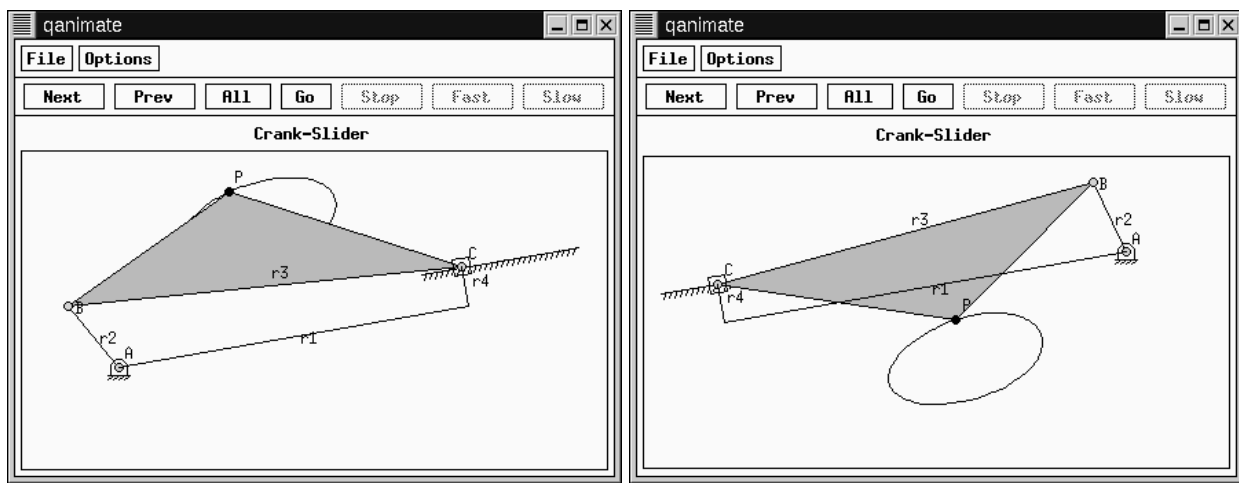 qanimate
File Options
Next Prev All Go Stop Fast Slow
Crank-Slider
P
C
r3
r4
B
r2
r1
A
qanimate
File Options
Next Prev All Go Stop Fast Slow
Crank-Slider
B
r3
r2
A
C
r1
r4
P